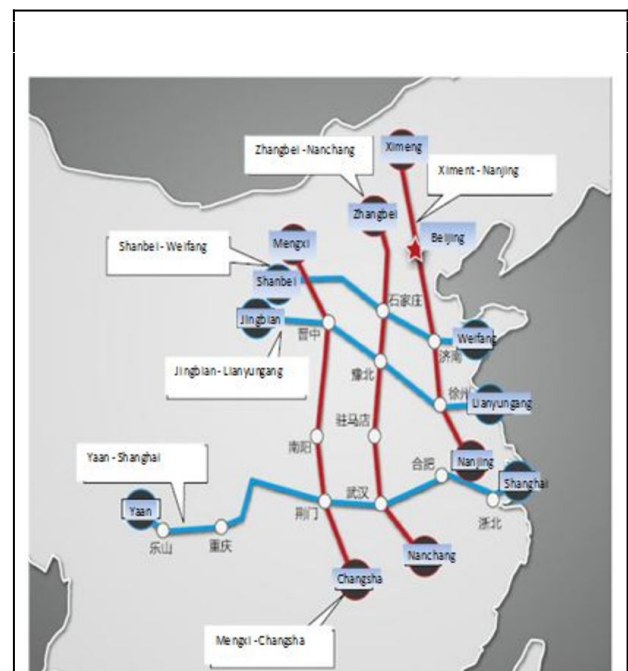 Ximeng
Zhangbei -Nanchang
Ximent - Nanjing
Zhangbei
Beijing
Mengxi
Shanbei - Weifang
Shanbei
石家庄
Jingbian
晋中
Weifang
济南
Jingbian - Lianyungang
豫北
徐州
Lianyungang
驻马店
南阳
合肥
Nanjing
Yaan - Shanghai
Shanghai
武汉
Yaan
荆门
浙北
乐山
重庆
Nanchang
Changsha
Mengxi -Changsha